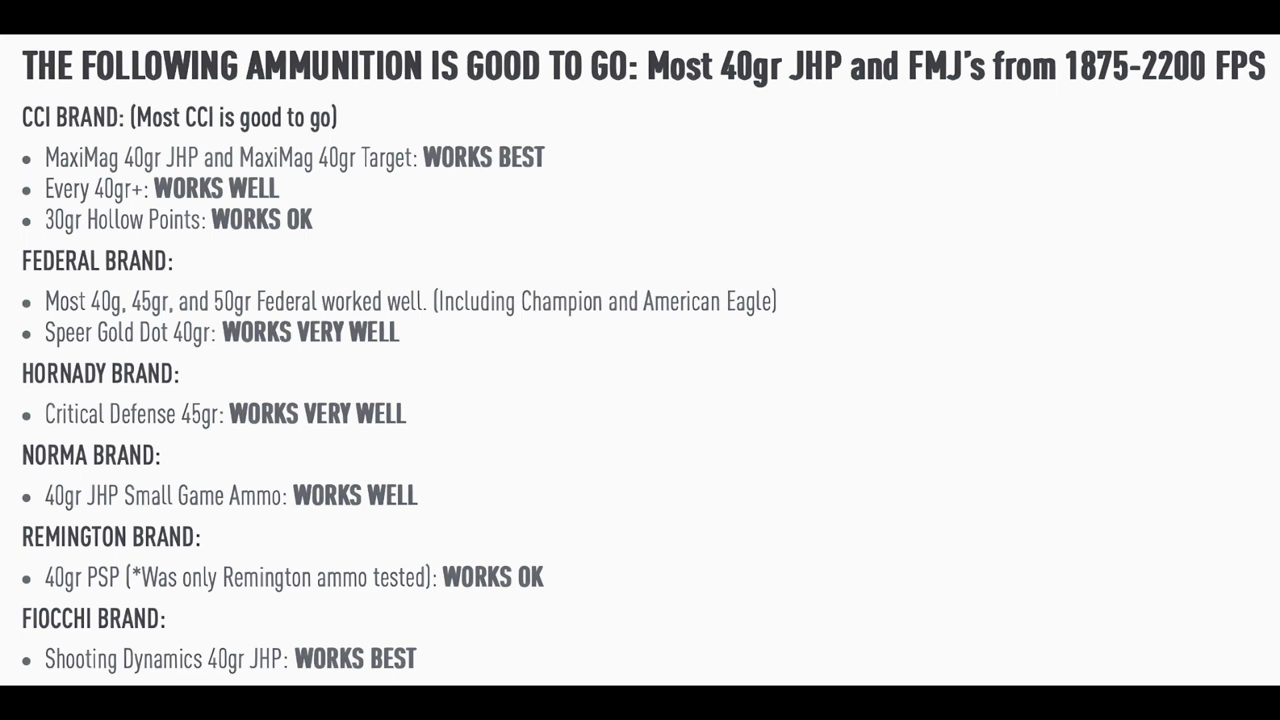 THE FOLLOWING AMMUNITION IS GOOD TO GO: Most 40gr JHP and FMJ's from 1875-2200 FPS
CCI BRAND: (Most CCI is good to go)
• MaxiMag 40gr JHP and MaxiMag 40gr Target: WORKS BEST
• Every 40gr+: WORKS WELL
• 30gr Hollow Points: WORKS OK
FEDERAL BRAND:
• Most 40g, 45gr, and 50gr Federal worked well. (Including Champion and American Eagle)
• Speer Gold Dot 40gr: WORKS VERY WELL
HORNADY BRAND:
• Critical Defense 45gr: WORKS VERY WELL
NORMA BRAND:
• 40gr JHP Small Game Ammo: WORKS WELL
REMINGTON BRAND:
• 40gr PSP (*Was only Remington ammo tested): WORKS OK
FIOCCHI BRAND:
• Shooting Dynamics 40gr JHP: WORKS BEST